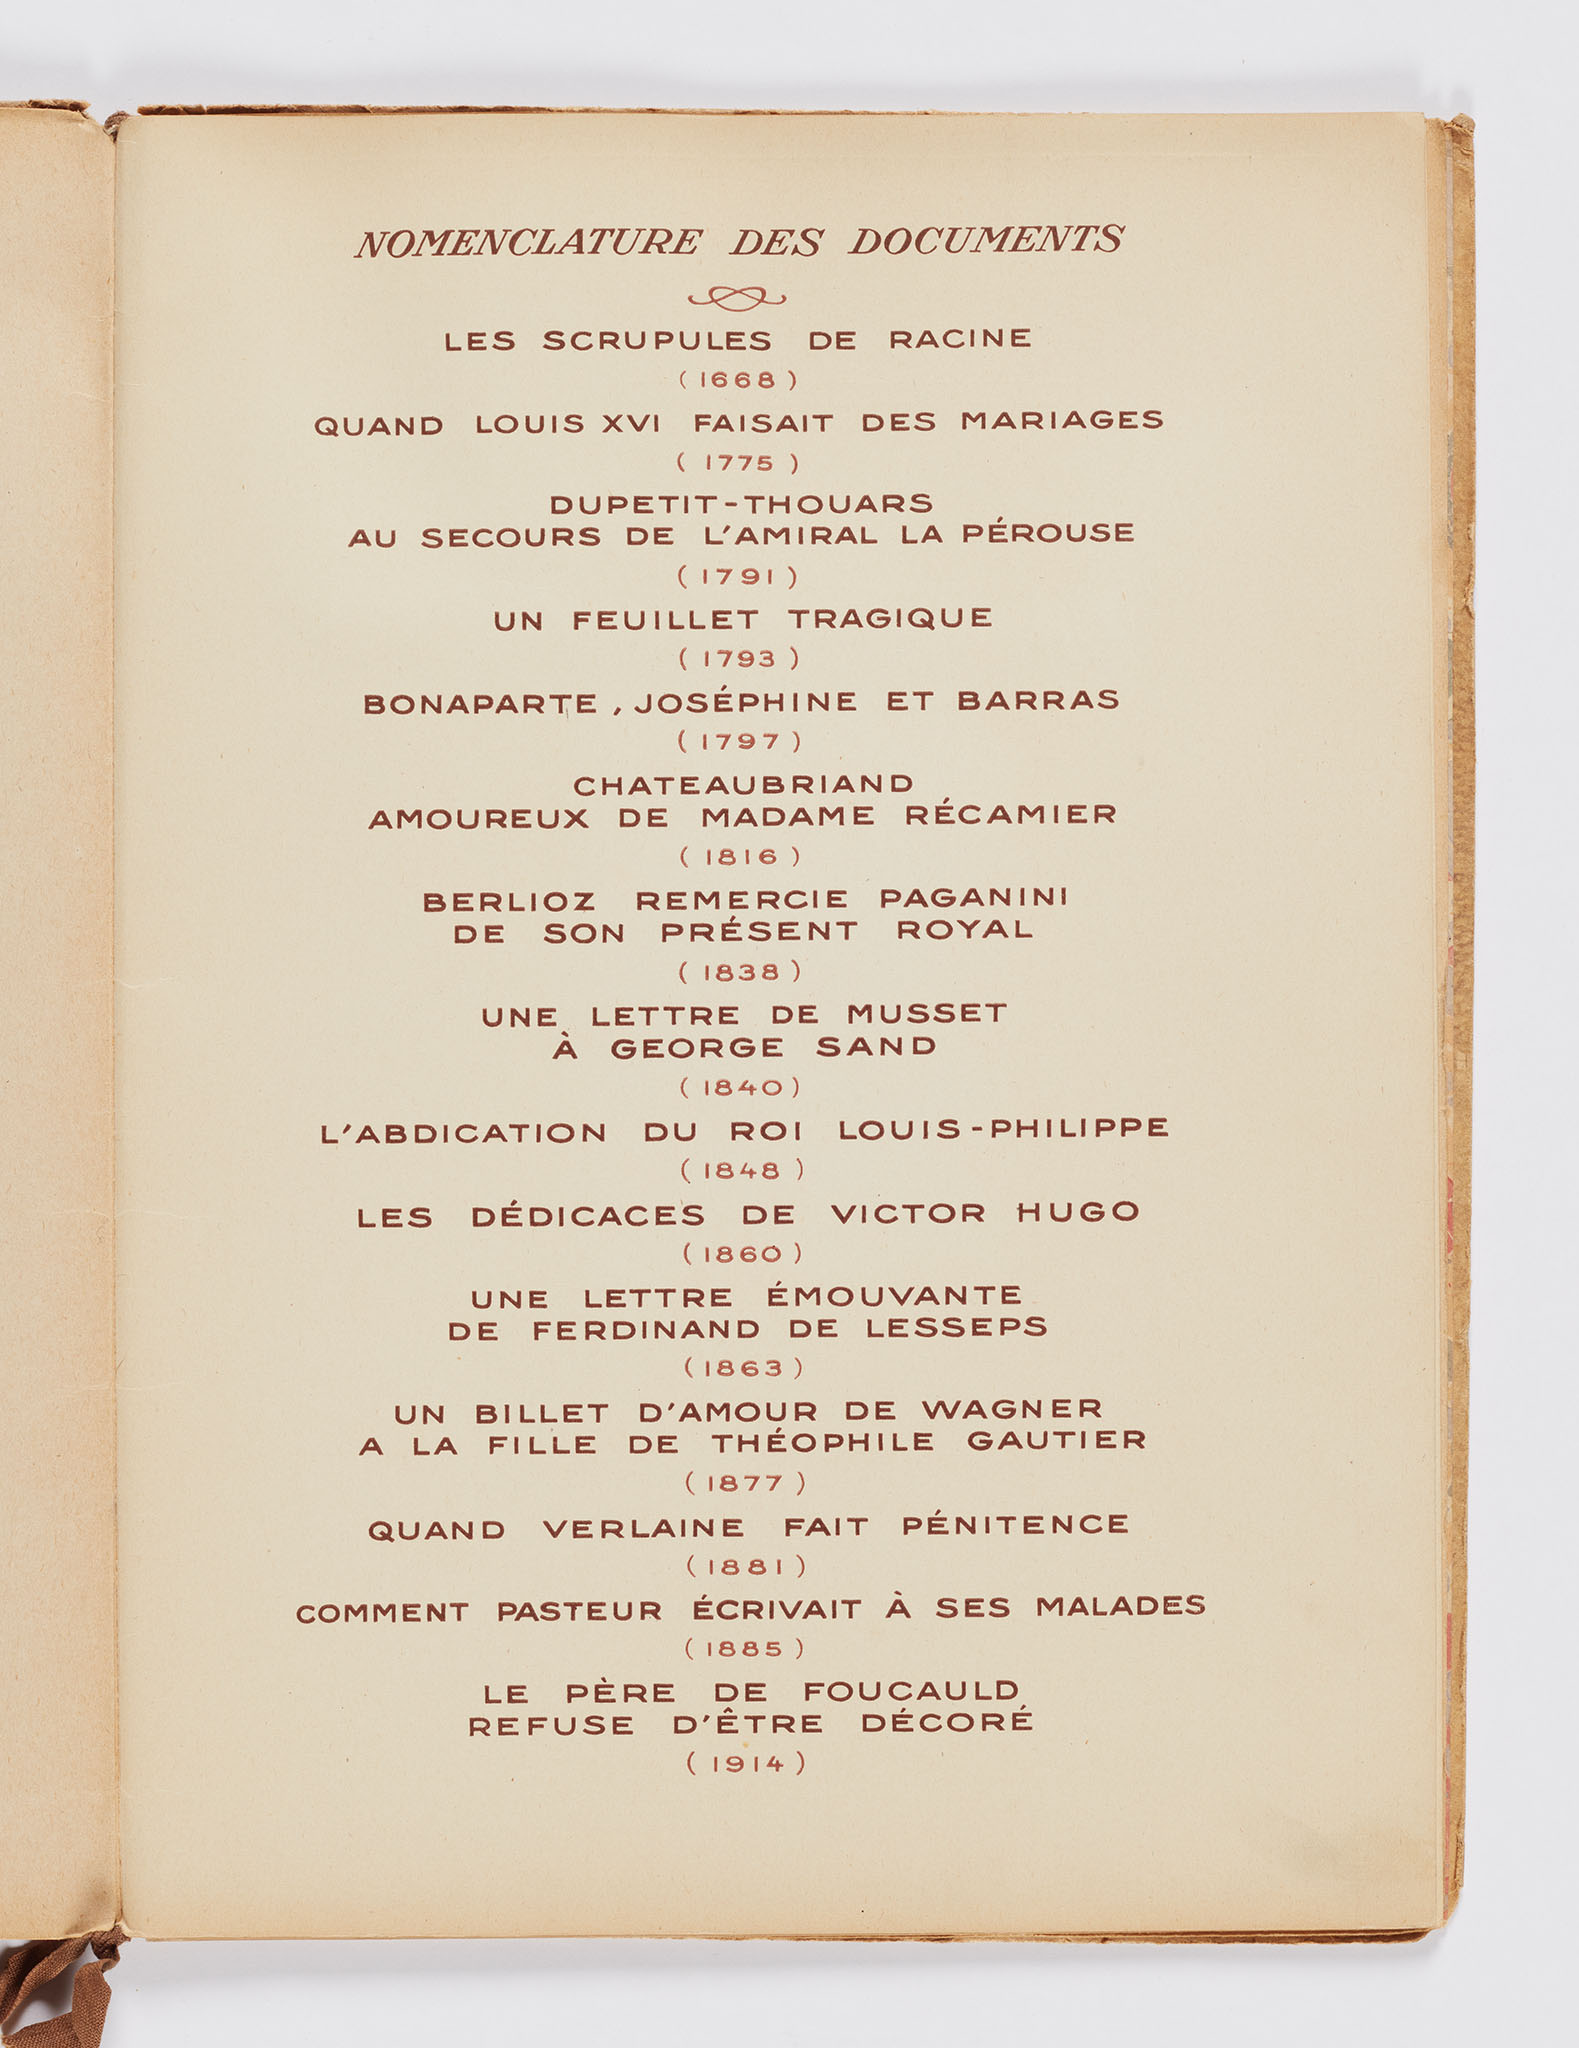 NOMENCLATURE DES DOCUMENTS
LES SCRUPULES DE RACINE
(1668)
QUAND LOUIS XVI FAISAIT DES MARIAGES
(1775)
DUPETIT-THOUARS
AU SECOURS DE L'AMIRAL LA PÉROUSE
(1791)
UN FEUILLET TRAGIQUE
(1793)
BONAPARTE, JOSÉPHINE ET BARRAS
(1797)
CHATEAUBRIAND
AMOUREUX DE MADAME RÉCAMIER
(1816)
BERLIOZ REMERCIE PAGANINI
DE SON PRÉSENT ROYAL
(1838)
UNE LETTRE DE MUSSET
À GEORGE SAND
(1840)
L'ABDICATION DU ROI LOUIS-PHILIPPE
(1848)
LES DÉDICACES DE VICTOR HUGO
(1860)
UNE LETTRE ÉMOUVANTE
DE FERDINAND DE LESSEPS
(1863)
UN BILLET D'AMOUR DE WAGNER
A LA FILLE DE THÉOPHILE GAUTIER
(1877)
QUAND VERLAINE FAIT PÉNITENCE
(1881)
COMMENT PASTEUR ÉCRIVAIT À SES MALADES
(1885)
LE PÈRE DE FOUCAULD
REFUSE D'ÊTRE DÉCORÉ
(1914)